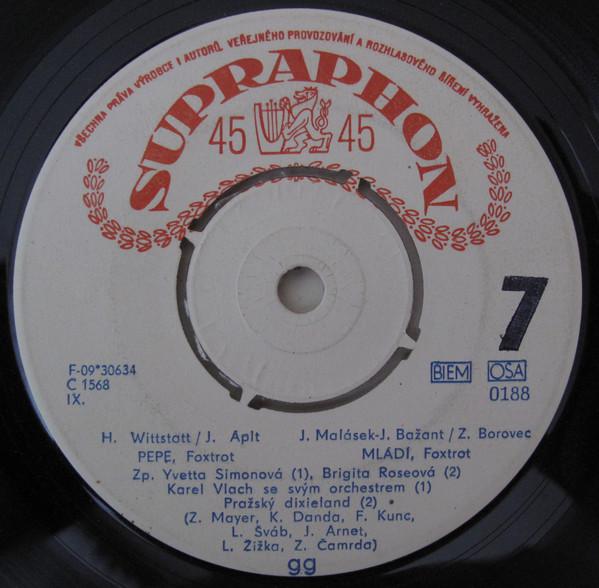 VŠECHNA PRÁVA VÝROBCE I AUTORŮ, VEŘEJNÉHO PROVOZOVÁNÍ A ROZHLASOVÉHO ŠÍŘENÍ VYHRAŽENA
SUPRAPHON
45 45
7
F-09*30634
C 1568
IX.
BIEM OSA
0188
H. Wittstatt/J. Aplt J. Malásek-J. Bažant/Z. Borovec
PEPE, Foxtrot MLÁDÍ, Foxtrot
Zp. Yvetta Simonová (1), Brigita Roseová (2)
Karel Vlach se svým orchestrem (1)
Pražský dixieland (2)
(Z. Mayer, K. Danda, F. Kunc,
L. Šváb, J. Arnet,
L. Žižka, Z. Čamrda)
gg